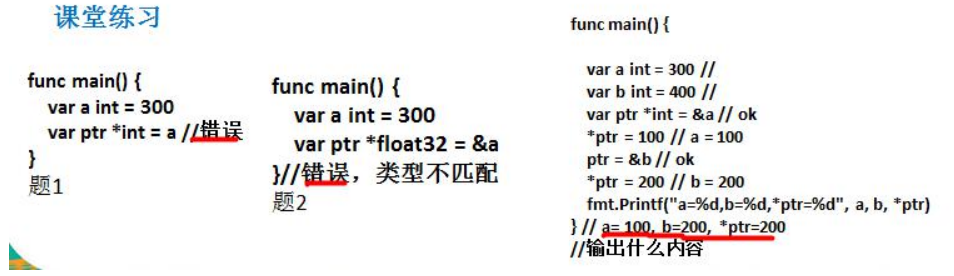 课堂练习
func main() {
var a int = 300
var ptr *int = a //错误
}
题1
func main() {
var a int = 300
var ptr *float32 = &a
}//错误，类型不匹配
题2
func main() {
var a int = 300 //
var b int = 400 //
var ptr *int = &a // ok
*ptr = 100 // a = 100
ptr = &b // ok
*ptr = 200 // b = 200
fmt.Printf("a=%d,b=%d,*ptr=%d", a, b, *ptr)
} // a= 100, b=200, *ptr=200
//输出什么内容